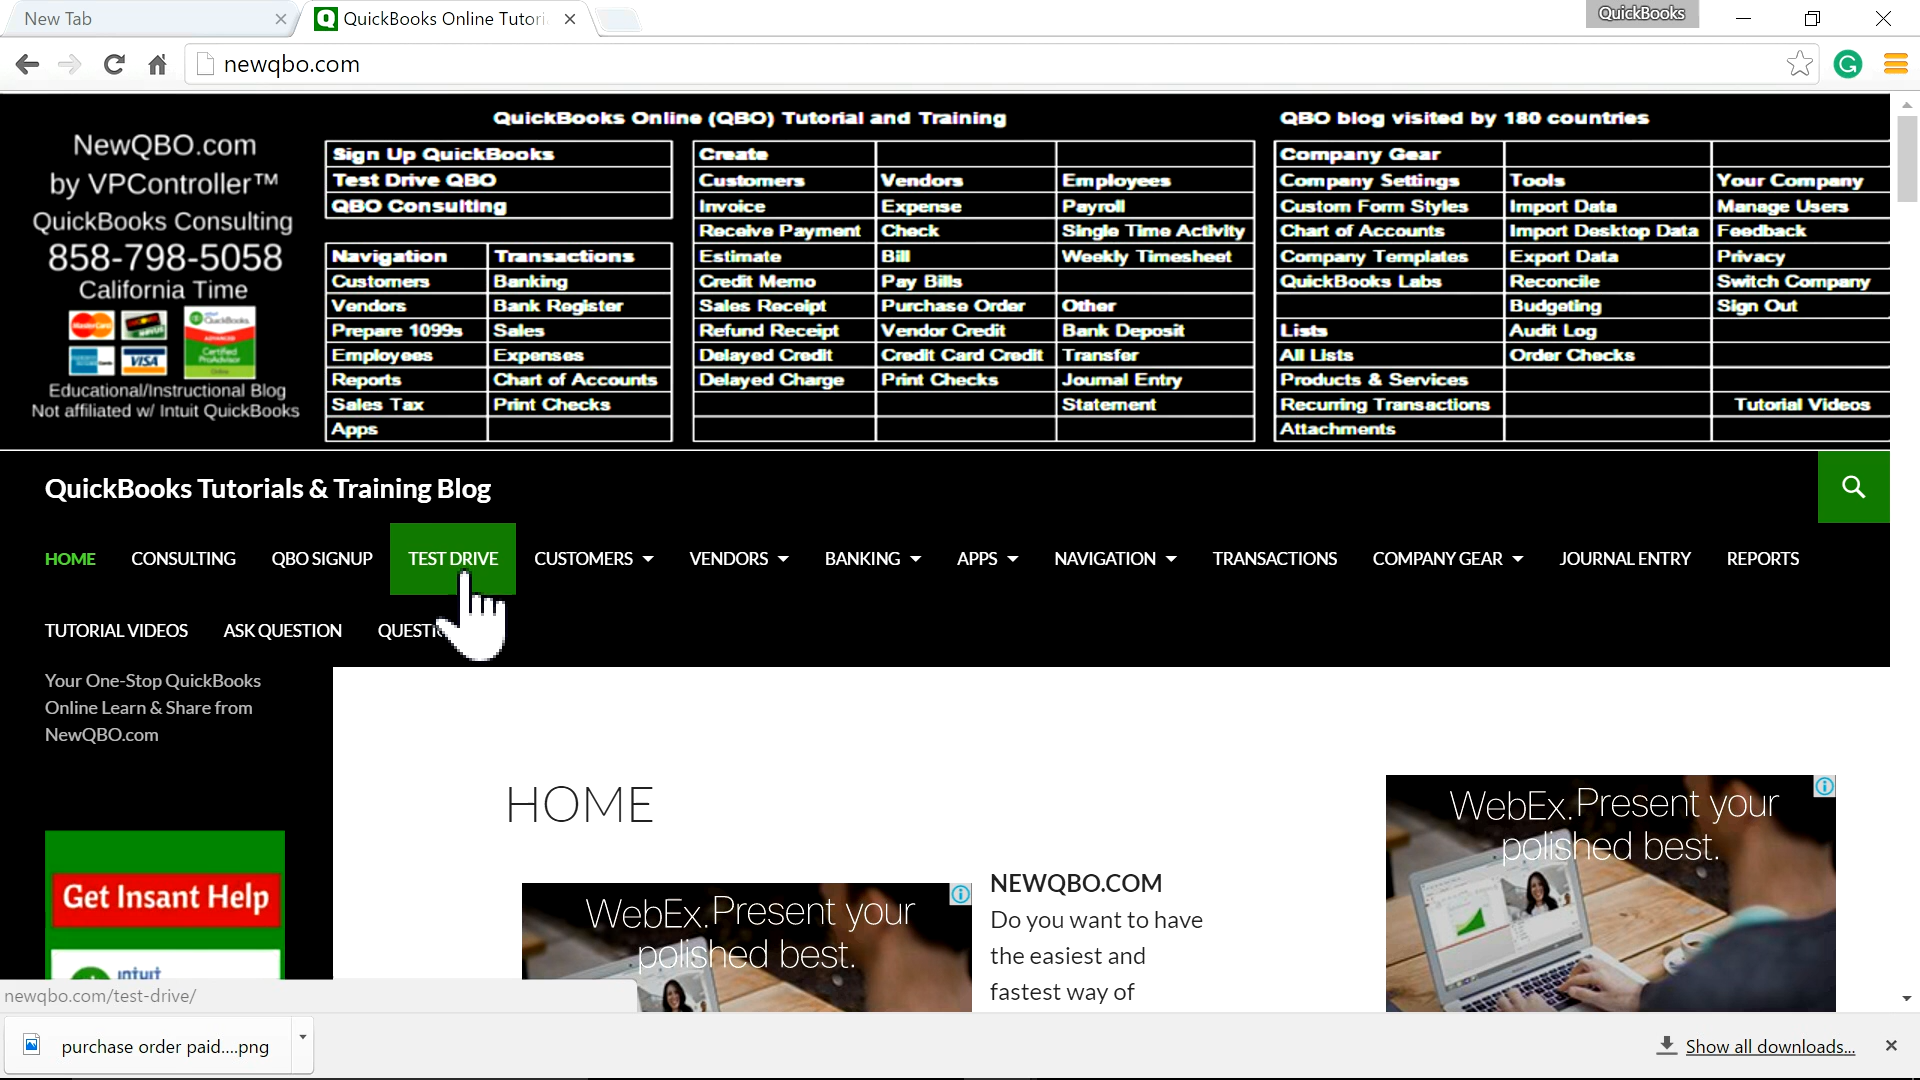 New Tab
QuickBooks Online Tutori
QuickBooks
newqbo.com
NewQBO.com
by VPController™
QuickBooks Consulting
858-798-5058
California Time
MasterCard
VISA
QuickBooks
ADVANCED
Certified
ProAdvisor
Online
Educational/Instructional Blog
Not affiliated w/ Intuit QuickBooks
QuickBooks Online (QBO) Tutorial and Training
QBO blog visited by 180 countries
Sign Up QuickBooks
Test Drive QBO
QBO Consulting
Navigation Transactions
Customers Banking
Vendors Bank Register
Prepare 1099s Sales
Employees Expenses
Reports Chart of Accounts
Sales Tax Print Checks
Apps
Create
Customers Vendors Employees
Invoice Expense Payroll
Receive Payment Check Single Time Activity
Estimate Bill Weekly Timesheet
Credit Memo Pay Bills
Sales Receipt Purchase Order Other
Refund Receipt Vendor Credit Bank Deposit
Delayed Credit Credit Card Credit Transfer
Delayed Charge Print Checks Journal Entry
Statement
Company Gear
Company Settings Tools Your Company
Custom Form Styles Import Data Manage Users
Chart of Accounts Import Desktop Data Feedback
Company Templates Export Data Privacy
QuickBooks Labs Reconcile Switch Company
Budgeting Sign Out
Lists Audit Log
All Lists Order Checks
Products & Services
Recurring Transactions Tutorial Videos
Attachments
QuickBooks Tutorials & Training Blog
HOME CONSULTING QBO SIGNUP TEST DRIVE CUSTOMERS VENDORS BANKING APPS NAVIGATION TRANSACTIONS COMPANY GEAR JOURNAL ENTRY REPORTS
TUTORIAL VIDEOS ASK QUESTION QUESTI
Your One-Stop QuickBooks
Online Learn & Share from
NewQBO.com
Get Insant Help
intuit
HOME
WebEx. Present your
polished best.
NEWQBO.COM
Do you want to have
the easiest and
fastest way of
WebEx. Present your
polished best.
newqbo.com/test-drive/
purchase order paid....png
Show all downloads...